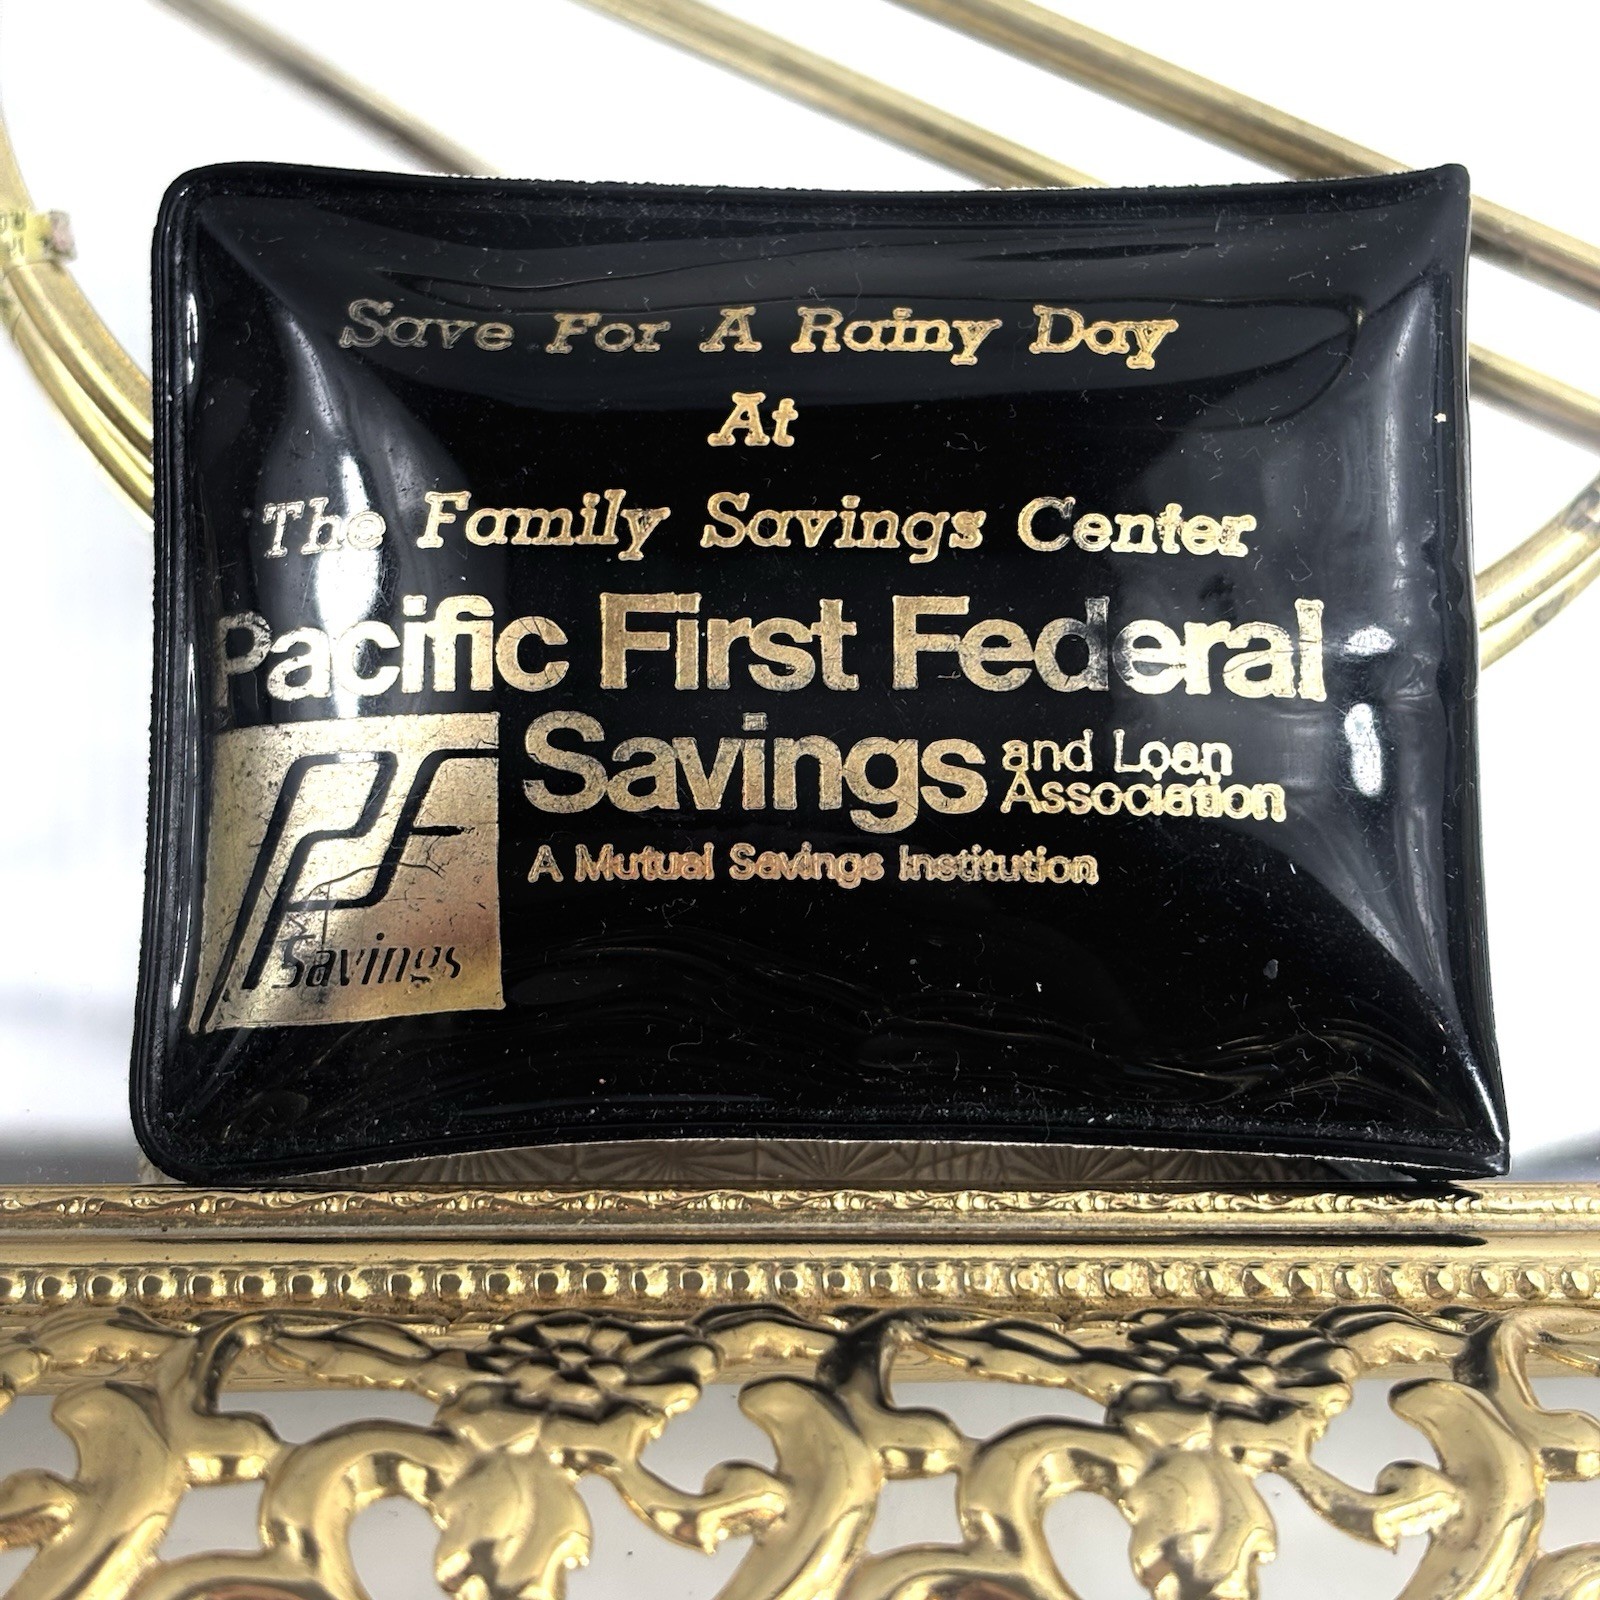 Save For A Rainy Day
At
The Family Savings Center
Pacific First Federal
Savings and Loan
Association
A Mutual Savings Institution
PF
Savings